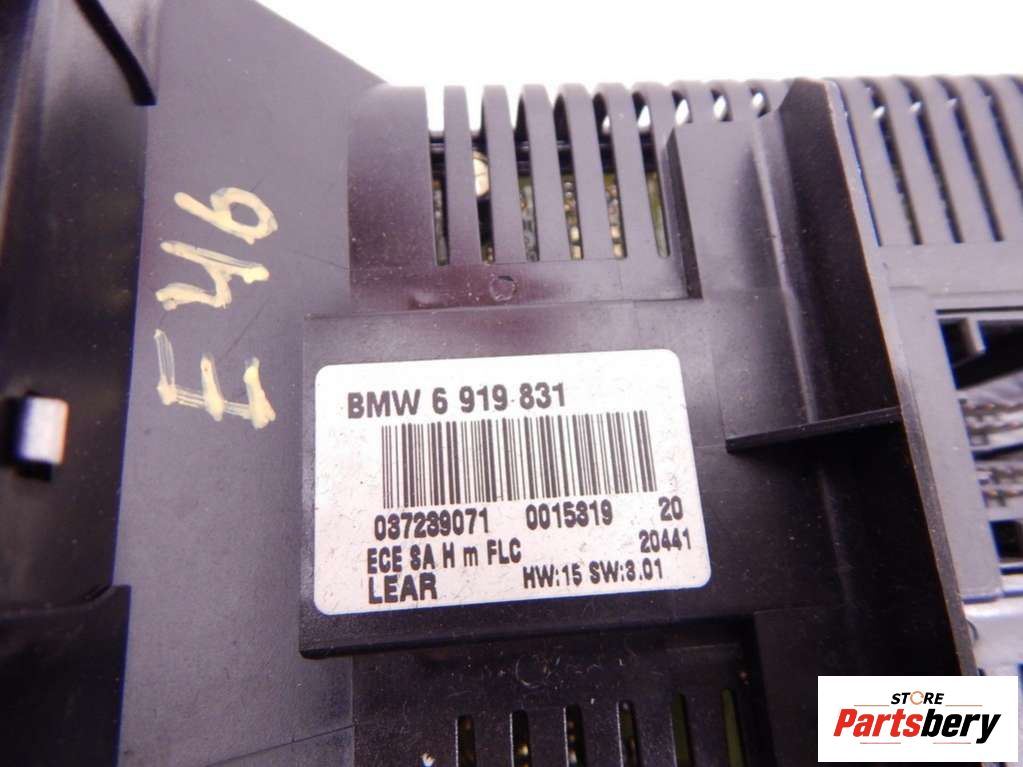 E46
BMW 6 919 831
037239071 0015319 20
ECE SA H m FLC 20441
LEAR HW:15 SW:3.01
STORE
Partsbery